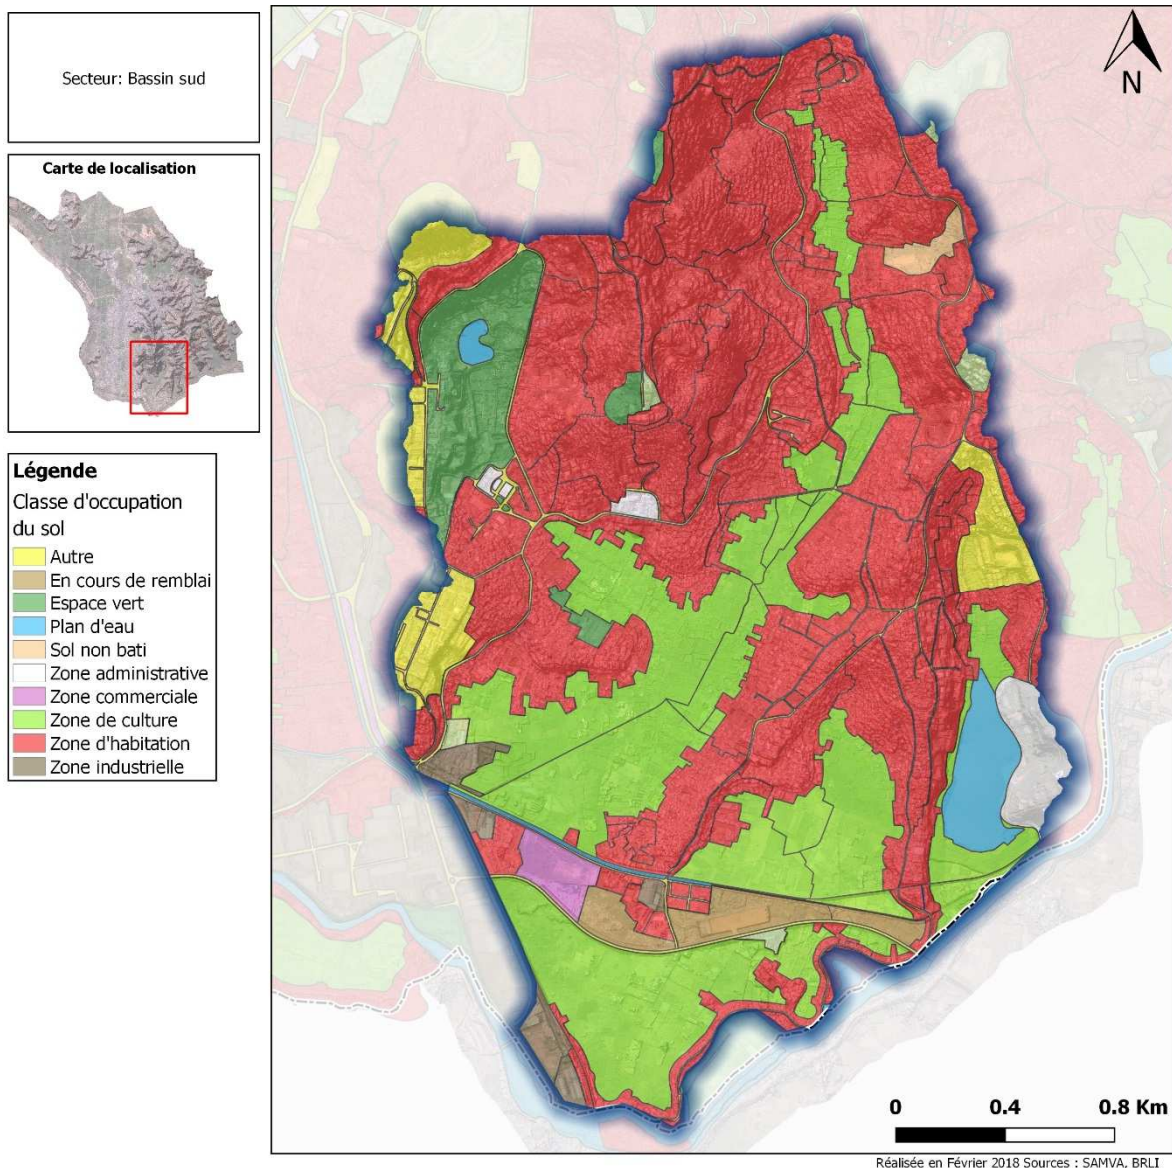 Secteur: Bassin sud
Carte de localisation
Légende
Classe d'occupation
du sol
Autre
En cours de remblai
Espace vert
Plan d'eau
Sol non bati
Zone administrative
Zone commerciale
Zone de culture
Zone d'habitation
Zone industrielle
N
0 0.4 0.8 Km
Réalisée en Février 2018 Sources : SAMVA, BRLI